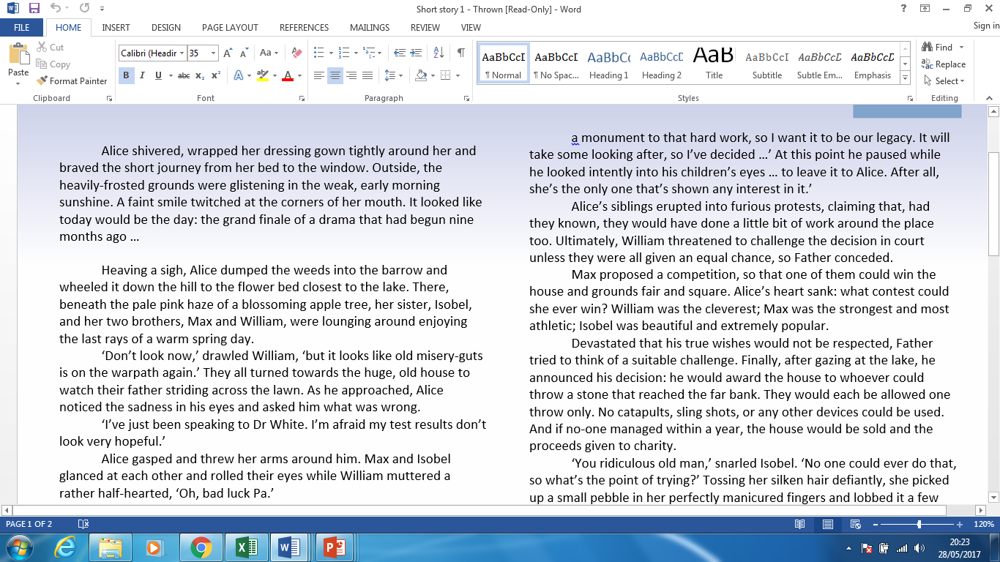 Short story 1 - Thrown [Read-Only] - Word
Sign in
FILE HOME INSERT DESIGN PAGE LAYOUT REFERENCES MAILINGS REVIEW VIEW
Paste
Cut
Copy
Format Painter
Clipboard
Calibri (Headir 35
Font
Paragraph
AaBbCcI AaBbCcI AaBbCc AaBbCcD AaB AaBbCcI AaBbCcD AaBbCcD
¶ Normal ¶ No Spac... Heading 1 Heading 2 Title Subtitle Subtle Em... Emphasis
Styles
Find
Replace
Select
Editing
Alice shivered, wrapped her dressing gown tightly around her and
braved the short journey from her bed to the window. Outside, the
heavily-frosted grounds were glistening in the weak, early morning
sunshine. A faint smile twitched at the corners of her mouth. It looked like
today would be the day: the grand finale of a drama that had begun nine
months ago …
Heaving a sigh, Alice dumped the weeds into the barrow and
wheeled it down the hill to the flower bed closest to the lake. There,
beneath the pale pink haze of a blossoming apple tree, her sister, Isobel,
and her two brothers, Max and William, were lounging around enjoying
the last rays of a warm spring day.
‘Don’t look now,’ drawled William, ‘but it looks like old misery-guts
is on the warpath again.’ They all turned towards the huge, old house to
watch their father striding across the lawn. As he approached, Alice
noticed the sadness in his eyes and asked him what was wrong.
‘I’ve just been speaking to Dr White. I’m afraid my test results don’t
look very hopeful.’
Alice gasped and threw her arms around him. Max and Isobel
glanced at each other and rolled their eyes while William muttered a
rather half-hearted, ‘Oh, bad luck Pa.’
a monument to that hard work, so I want it to be our legacy. It will
take some looking after, so I’ve decided …’ At this point he paused while
he looked intently into his children’s eyes … to leave it to Alice. After all,
she’s the only one that’s shown any interest in it.’
Alice’s siblings erupted into furious protests, claiming that, had
they known, they would have done a little bit of work around the place
too. Ultimately, William threatened to challenge the decision in court
unless they were all given an equal chance, so Father conceded.
Max proposed a competition, so that one of them could win the
house and grounds fair and square. Alice’s heart sank: what contest could
she ever win? William was the cleverest; Max was the strongest and most
athletic; Isobel was beautiful and extremely popular.
Devastated that his true wishes would not be respected, Father
tried to think of a suitable challenge. Finally, after gazing at the lake, he
announced his decision: he would award the house to whoever could
throw a stone that reached the far bank. They would each be allowed one
throw only. No catapults, sling shots, or any other devices could be used.
And if no-one managed within a year, the house would be sold and the
proceeds given to charity.
‘You ridiculous old man,’ snarled Isobel. ‘No one could ever do that,
so what’s the point of trying?’ Tossing her silken hair defiantly, she picked
up a small pebble in her perfectly manicured fingers and lobbed it a few
PAGE 1 OF 2
120%
20:23
28/05/2017